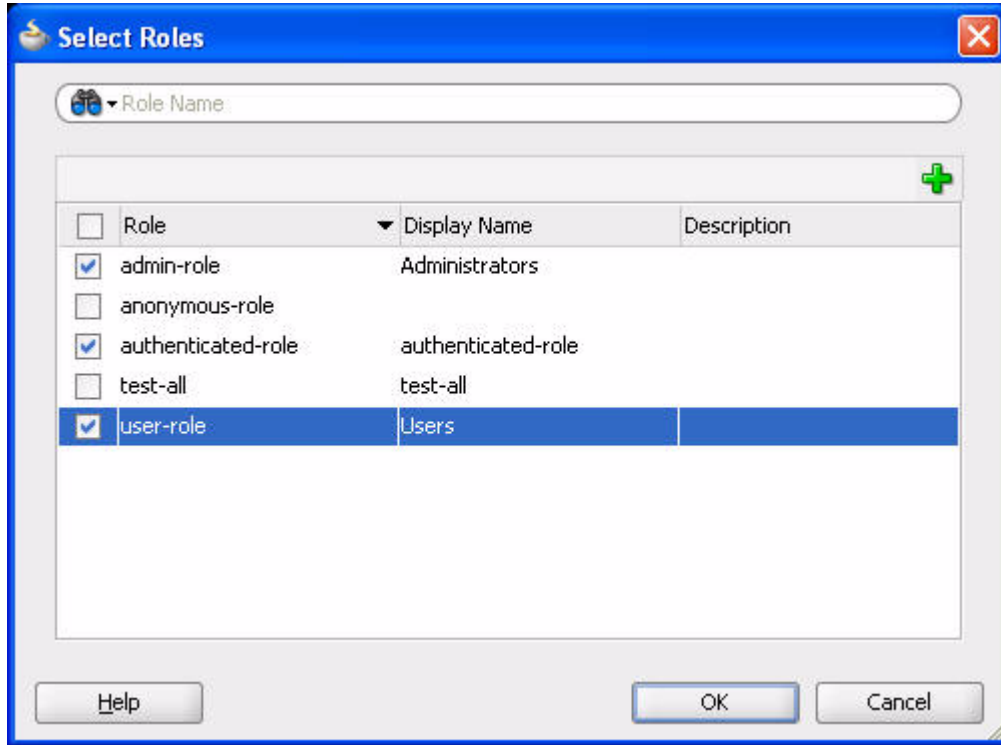 Select Roles
Role Name
Role Display Name Description
admin-role Administrators
anonymous-role
authenticated-role authenticated-role
test-all test-all
user-role Users
Help OK Cancel